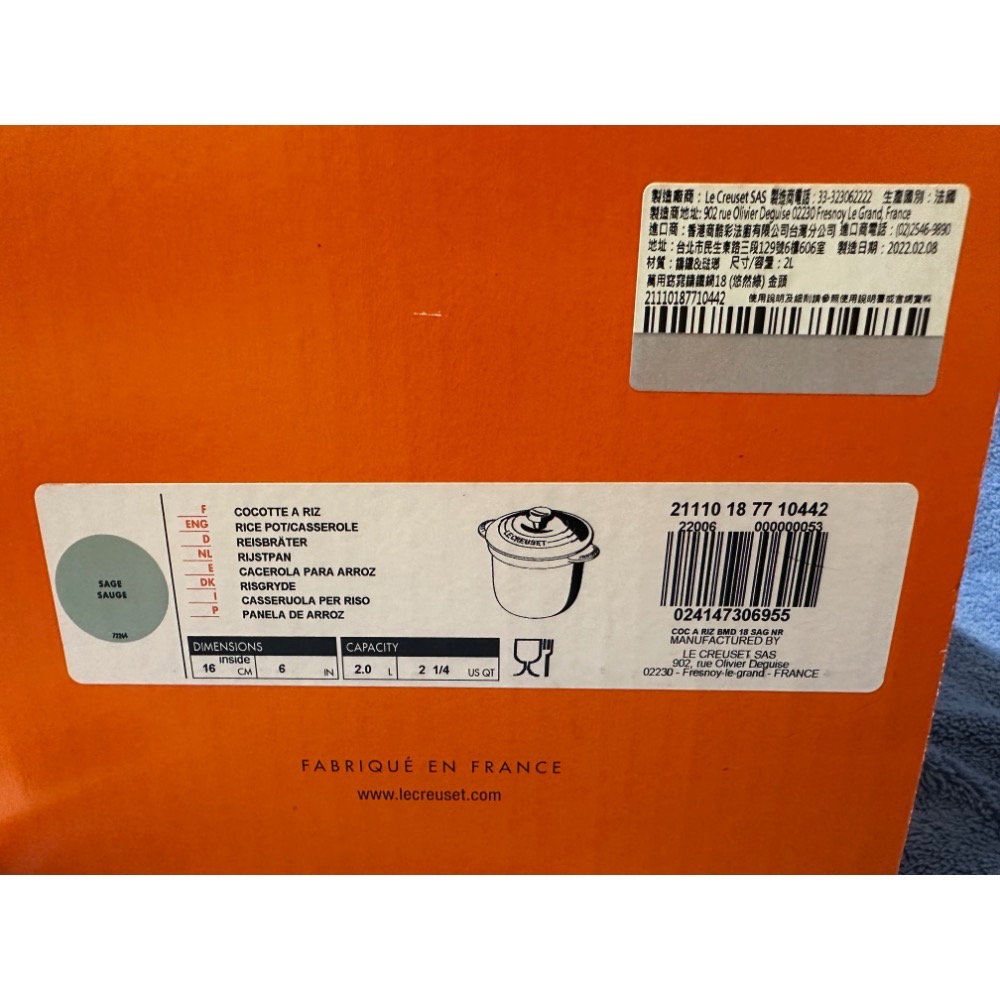 製造廠商：Le Creuset SAS 製造商電話：33-323062222 生產國別：法國
製造商地址: 902 rue Olivier Deguise 02230 Fresnoy Le Grand, France
進口商：香港商酷彩法廚有限公司台灣分公司 進口商電話：(02)2546-9890
地址：台北市民生東路三段129號6樓606室 製造日期：2022.02.08
材質：鑄鐵&琺瑯 尺寸/容量：2L
萬用窈窕鑄鐵鍋18 (悠然綠) 金頭
21110187710442 使用說明及細則請參照使用說明書或官網資料
SAGE
SAUGE
72264
F COCOTTE A RIZ
ENG RICE POT/CASSEROLE
D REISBRÄTER
NL RIJSTPAN
E CACEROLA PARA ARROZ
DK RISGRYDE
I CASSERUOLA PER RISO
P PANELA DE ARROZ
DIMENSIONS
inside
16 CM 6 IN
CAPACITY
2.0 L 2 1/4 US QT
LECREUSET
21110 18 77 10442
22006 000000053
024147306955
COC A RIZ BMD 18 SAG NR
MANUFACTURED BY
LE CREUSET SAS
902, rue Olivier Deguise
02230 - Fresnoy-le-grand - FRANCE
FABRIQUÉ EN FRANCE
www.lecreuset.com